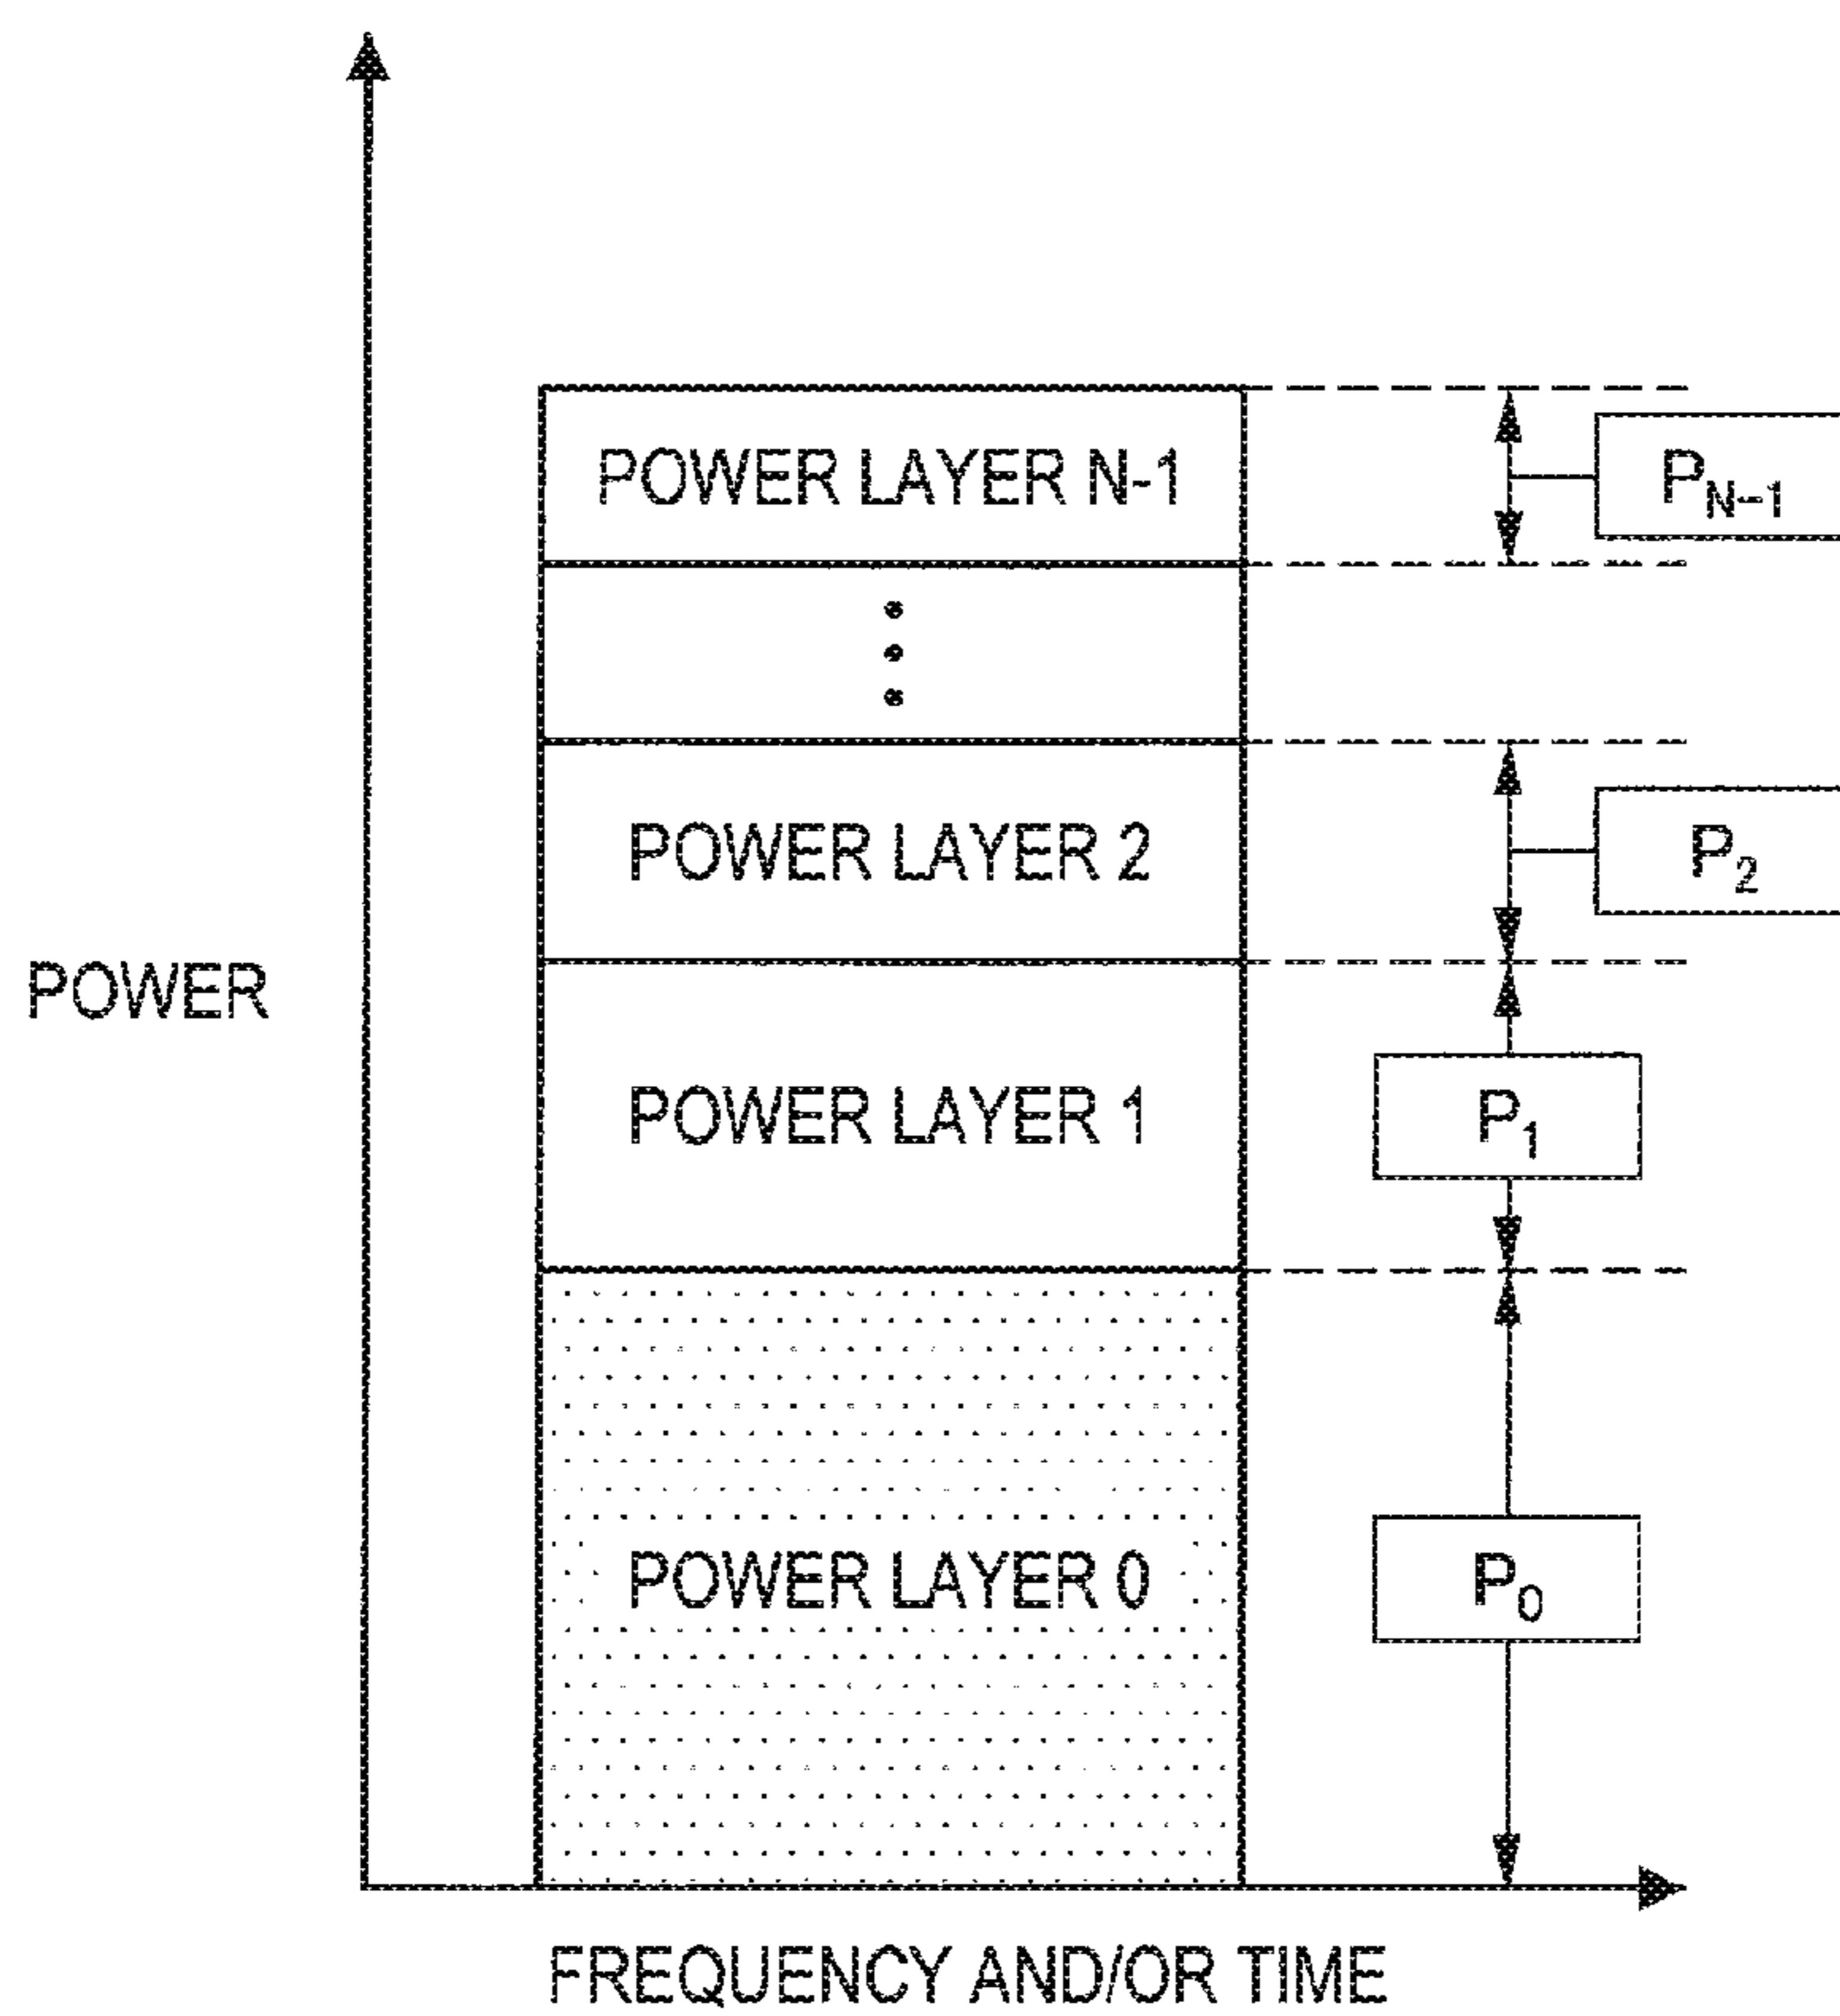 POWER LAYER N-1
P_{N-1}
POWER LAYER 2
P_2
POWER
POWER LAYER 1
P_1
POWER LAYER 0
P_0
FREQUENCY AND/OR TIME